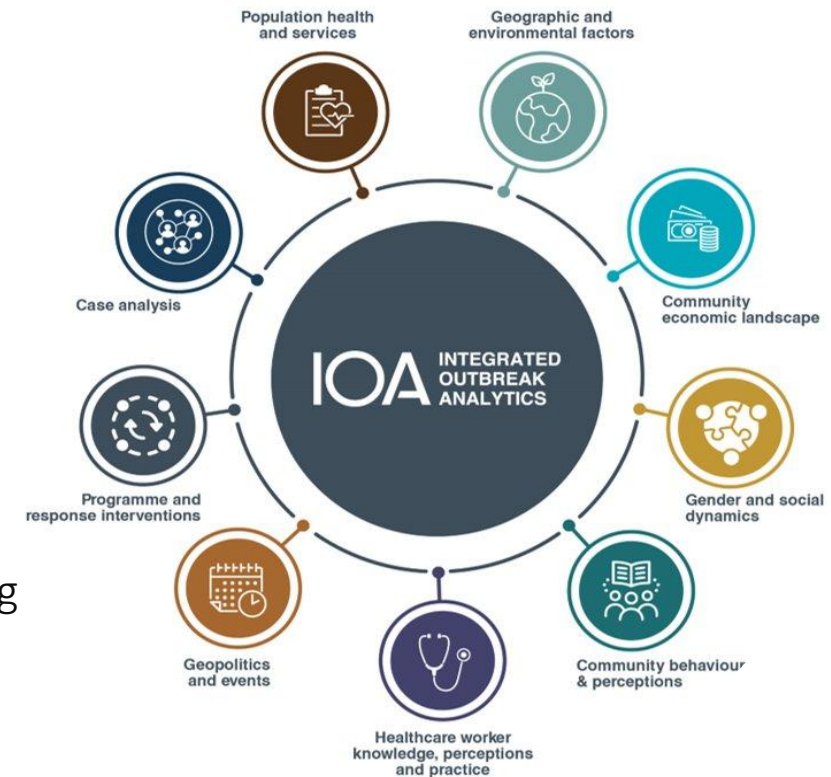 Population health
and services
Geographic and
environmental factors
Case analysis
Community
economic landscape
IOA
INTEGRATED
OUTBREAK
ANALYTICS
Programme and
response interventions
Gender and social
dynamics
g
Geopolitics
and events
Community behaviour
& perceptions
Healthcare worker
knowledge, perceptions
and practice